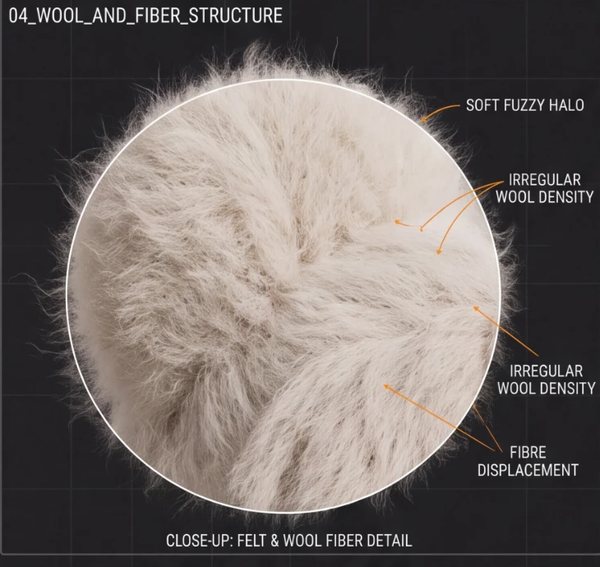 04_WOOL_AND_FIBER_STRUCTURE
SOFT FUZZY HALO
IRREGULAR
WOOL DENSITY
IRREGULAR
WOOL DENSITY
FIBRE
DISPLACEMENT
CLOSE-UP: FELT & WOOL FIBER DETAIL